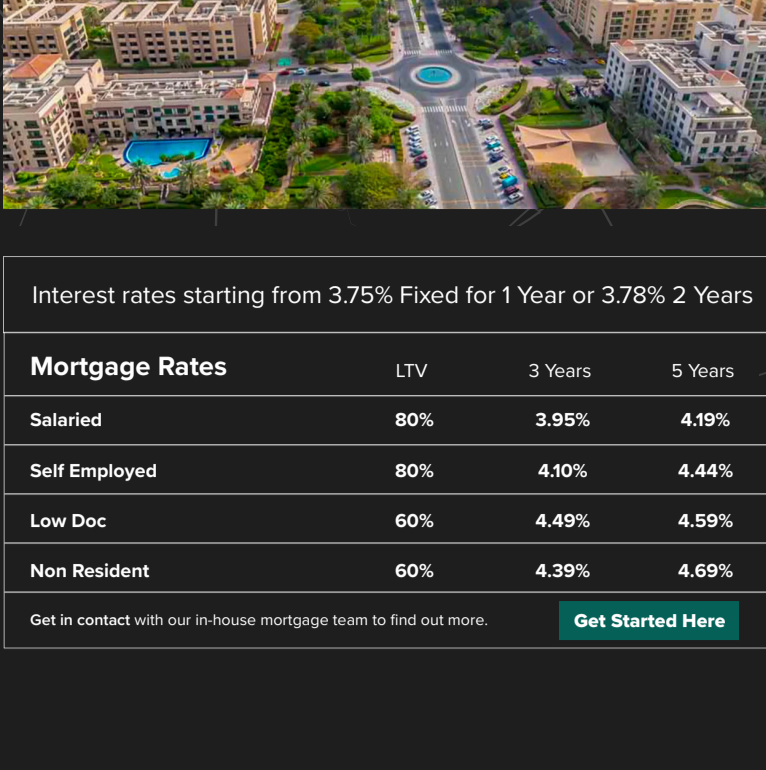 Interest rates starting from 3.75% Fixed for 1 Year or 3.78% 2 Years
Mortgage Rates LTV 3 Years 5 Years
Salaried 80% 3.95% 4.19%
Self Employed 80% 4.10% 4.44%
Low Doc 60% 4.49% 4.59%
Non Resident 60% 4.39% 4.69%
Get in contact with our in-house mortgage team to find out more. Get Started Here